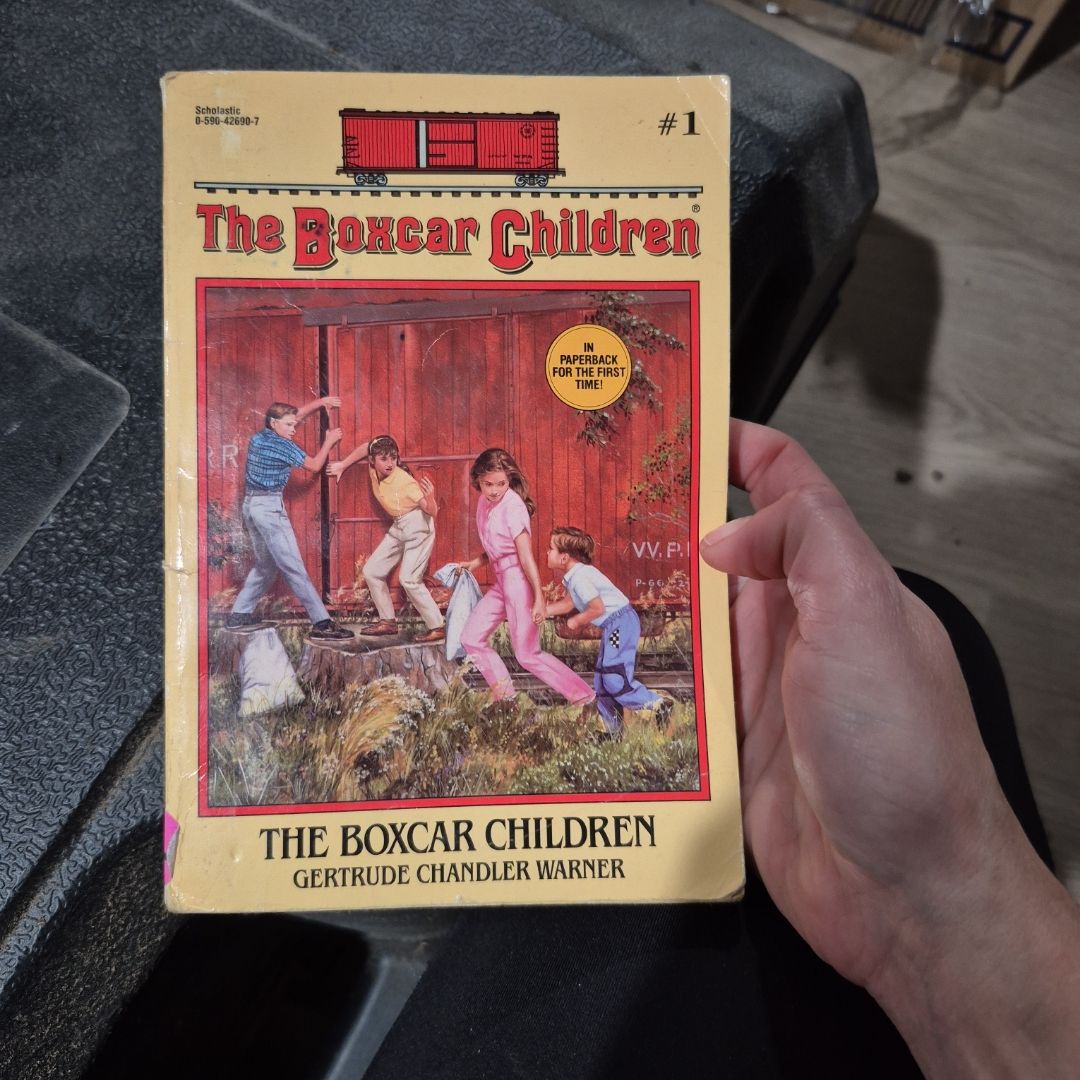 Scholastic
0-590-42690-7
#1
The Boxcar Children®
IN
PAPERBACK
FOR THE FIRST
TIME!
THE BOXCAR CHILDREN
GERTRUDE CHANDLER WARNER